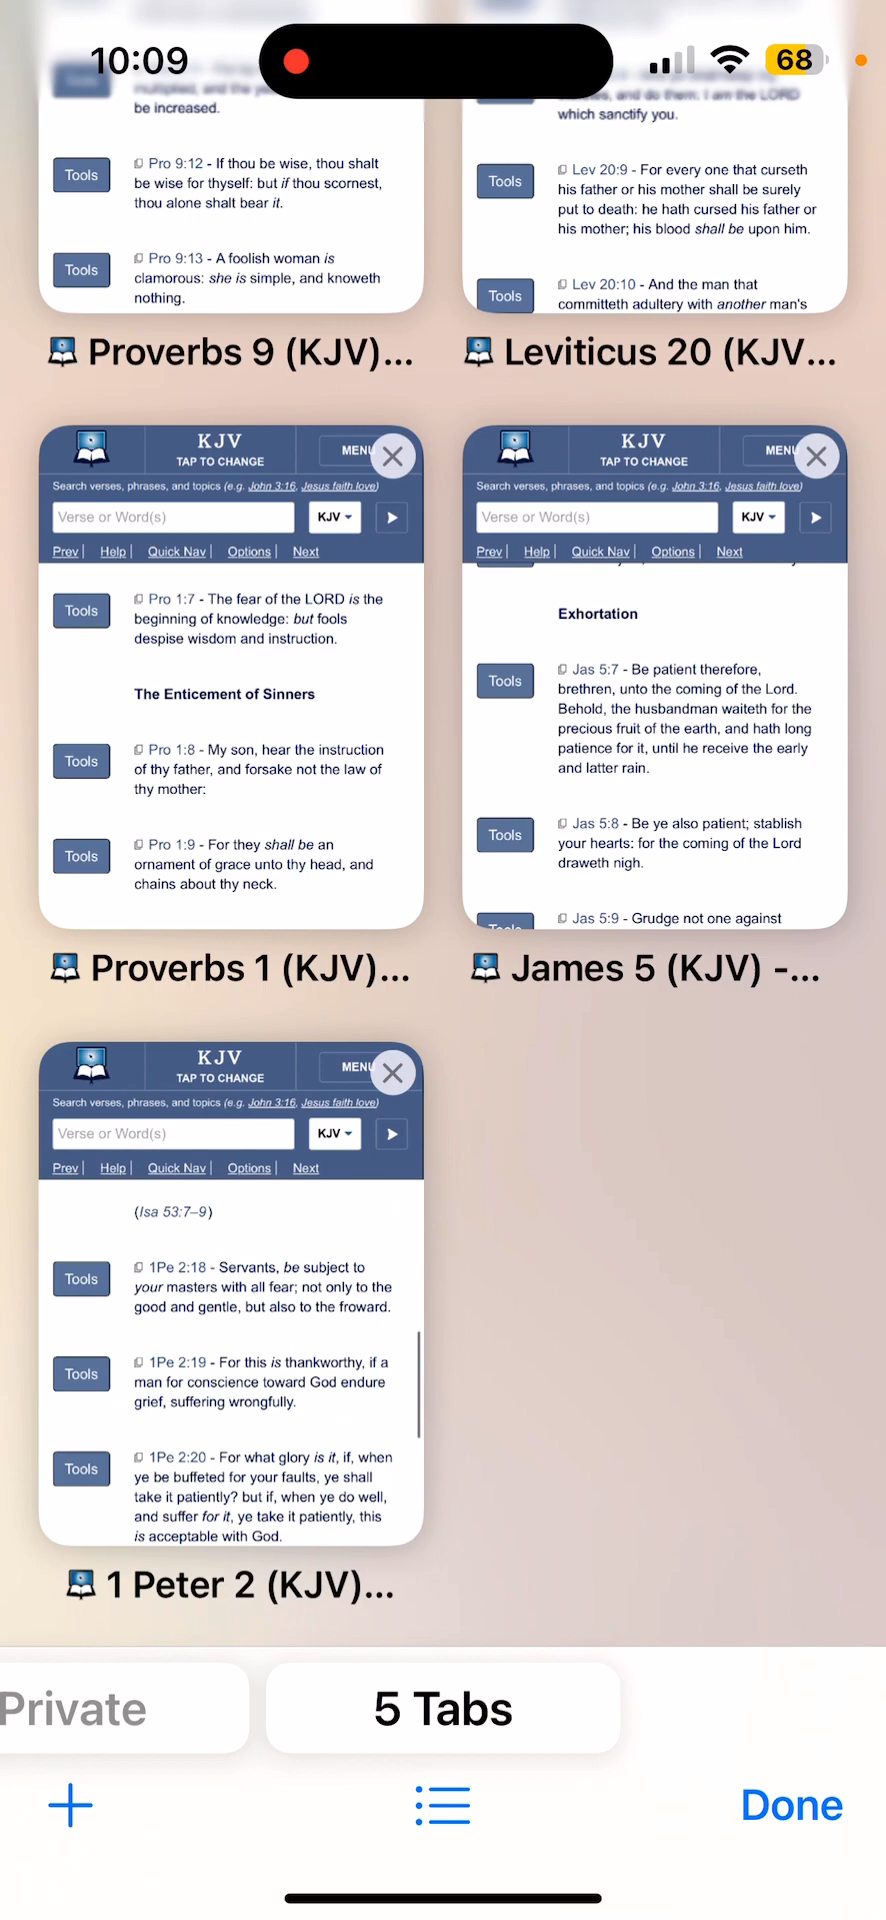 10:09
68
be increased.
Tools
Pro 9:12 - If thou be wise, thou shalt
be wise for thyself: but if thou scornest,
thou alone shalt bear it.
Tools
Pro 9:13 - A foolish woman is
clamorous: she is simple, and knoweth
nothing.
Proverbs 9 (KJV)...
and do them: I am the LORD
which sanctify you.
Tools
Lev 20:9 - For every one that curseth
his father or his mother shall be surely
put to death: he hath cursed his father or
his mother; his blood shall be upon him.
Tools
Lev 20:10 - And the man that
committeth adultery with another man's
Leviticus 20 (KJV...
KJV
TAP TO CHANGE
MENU
Search verses, phrases, and topics (e.g. John 3:16, Jesus faith love)
Verse or Word(s)
KJV
Prev | Help | Quick Nav | Options | Next
Tools
Pro 1:7 - The fear of the LORD is the
beginning of knowledge: but fools
despise wisdom and instruction.
The Enticement of Sinners
Tools
Pro 1:8 - My son, hear the instruction
of thy father, and forsake not the law of
thy mother:
Tools
Pro 1:9 - For they shall be an
ornament of grace unto thy head, and
chains about thy neck.
Proverbs 1 (KJV)...
KJV
TAP TO CHANGE
MENU
Search verses, phrases, and topics (e.g. John 3:16, Jesus faith love)
Verse or Word(s)
KJV
Prev | Help | Quick Nav | Options | Next
Exhortation
Tools
Jas 5:7 - Be patient therefore,
brethren, unto the coming of the Lord.
Behold, the husbandman waiteth for the
precious fruit of the earth, and hath long
patience for it, until he receive the early
and latter rain.
Tools
Jas 5:8 - Be ye also patient; stablish
your hearts: for the coming of the Lord
draweth nigh.
Tools
Jas 5:9 - Grudge not one against
James 5 (KJV) -...
KJV
TAP TO CHANGE
MENU
Search verses, phrases, and topics (e.g. John 3:16, Jesus faith love)
Verse or Word(s)
KJV
Prev | Help | Quick Nav | Options | Next
(Isa 53:7–9)
Tools
1Pe 2:18 - Servants, be subject to
your masters with all fear; not only to the
good and gentle, but also to the froward.
Tools
1Pe 2:19 - For this is thankworthy, if a
man for conscience toward God endure
grief, suffering wrongfully.
Tools
1Pe 2:20 - For what glory is it, if, when
ye be buffeted for your faults, ye shall
take it patiently? but if, when ye do well,
and suffer for it, ye take it patiently, this
is acceptable with God.
1 Peter 2 (KJV)...
Private
5 Tabs
Done